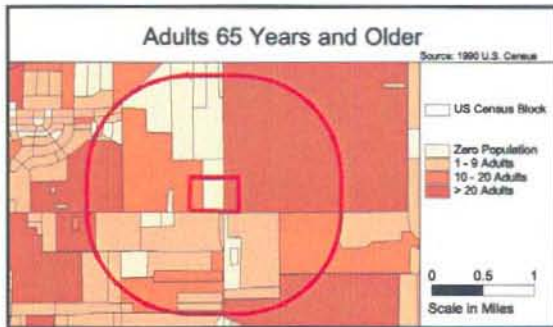 Adults 65 Years and Older
Source: 1990 U.S. Census
US Census Block
Zero Population
1 - 9 Adults
10 - 20 Adults
> 20 Adults
0 0.5 1
Scale in Miles